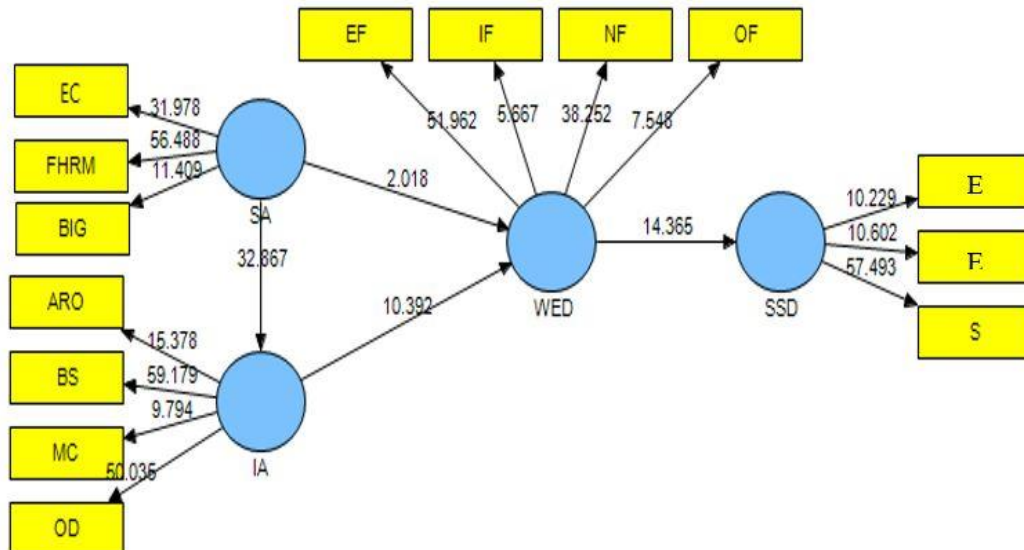 EF
IF
NF
OF
EC
31.978
FHRM
56.488
11.409
BIG
SA
51.962
5.667
38.252
7.548
2.018
32.867
14.365
10.229
E
10.602
E
57.493
S
WED
SSD
10.392
ARO
15.378
BS
59.179
9.794
MC
50.035
OD
IA